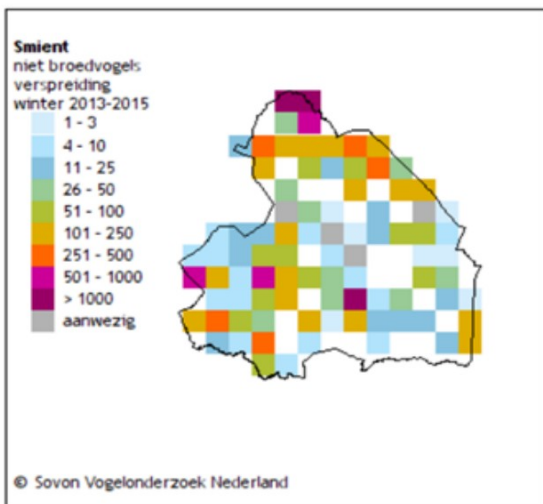 Smient
niet broedvogels
verspreiding
winter 2013-2015
1 - 3
4 - 10
11 - 25
26 - 50
51 - 100
101 - 250
251 - 500
501 - 1000
> 1000
aanwezig
© Sovon Vogelonderzoek Nederland